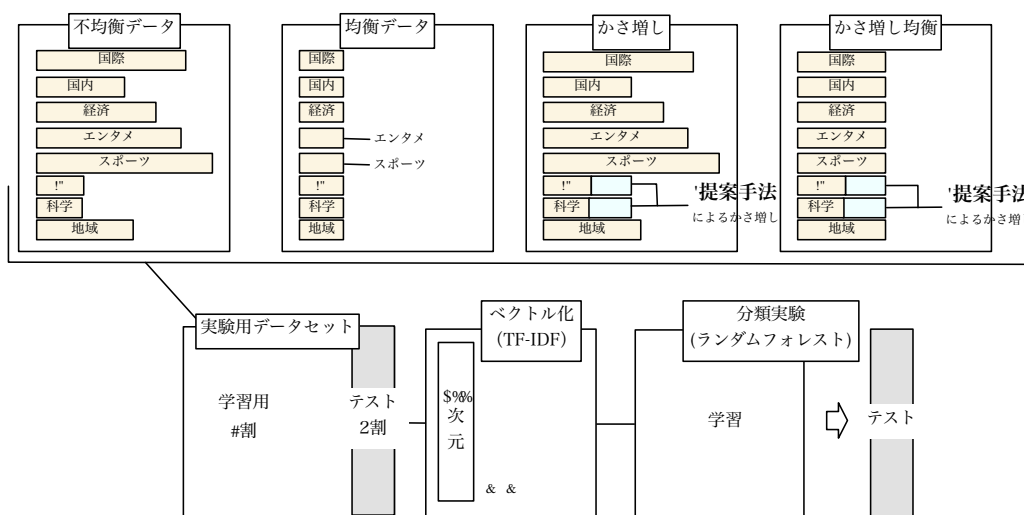 不均衡データ
国際
国内
経済
エンタメ
スポーツ
!"
科学
地域
均衡データ
国際
国内
経済
エンタメ
スポーツ
!"
科学
地域
かさ増し
国際
国内
経済
エンタメ
スポーツ
!"
科学
地域
'提案手法
によるかさ増し
かさ増し均衡
国際
国内
経済
エンタメ
スポーツ
!"
科学
地域
'提案手法
によるかさ増
実験用データセット
学習用
#割
テスト
2割
ベクトル化
(TF-IDF)
$%%
次
元
& &
分類実験
(ランダムフォレスト)
学習
テスト